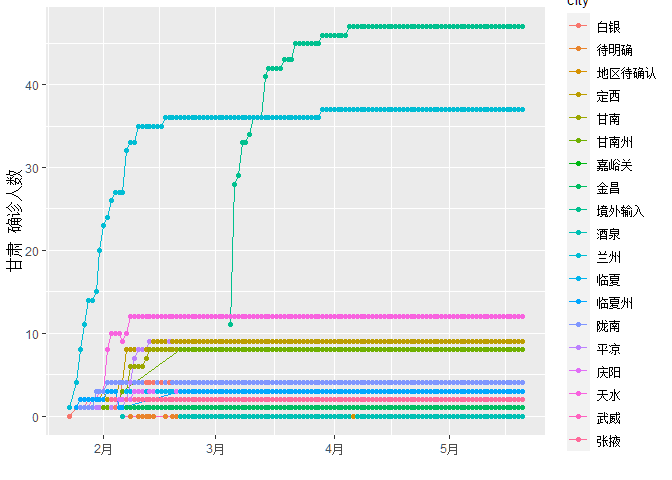 city
白银
待明确
地区待确认
定西
甘南
甘南州
嘉峪关
金昌
境外输入
酒泉
兰州
临夏
临夏州
陇南
平京
庆阳
天水
武威
张掖
甘肃 确诊人数
40
30
20
10
0
2月
3月
4月
5月